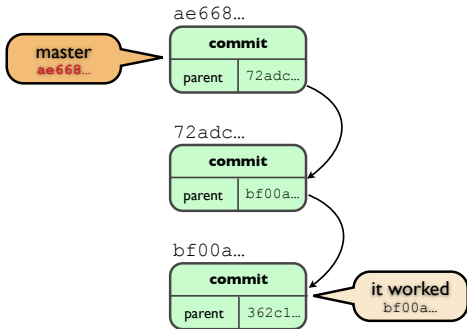 ae668…
commit
master
ae668…
parent 72adc…
72adc…
commit
parent bf00a…
bf00a…
commit
it worked
bf00a…
parent 362c1…